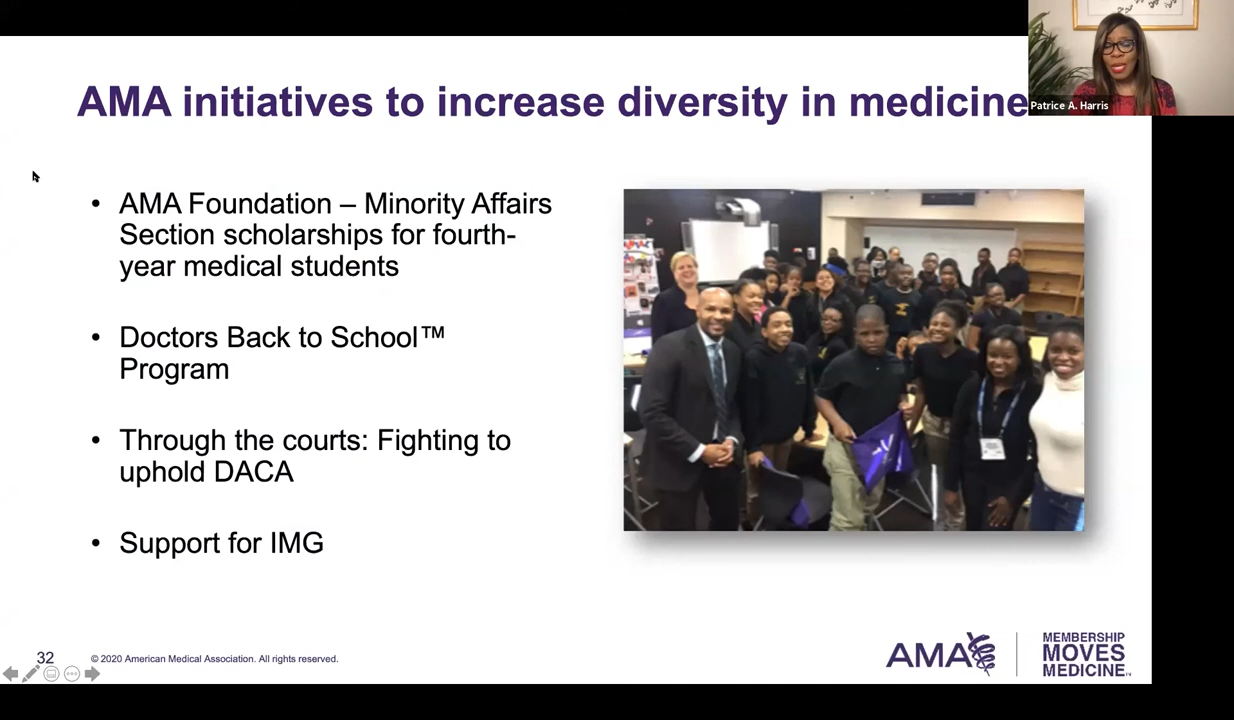 AMA initiatives to increase diversity in medicine
Patrice A. Harris
• AMA Foundation – Minority Affairs
Section scholarships for fourth-
year medical students
• Doctors Back to School™
Program
• Through the courts: Fighting to
uphold DACA
• Support for IMG
32
© 2020 American Medical Association. All rights reserved.
AMA
MEMBERSHIP
MOVES
MEDICINE™